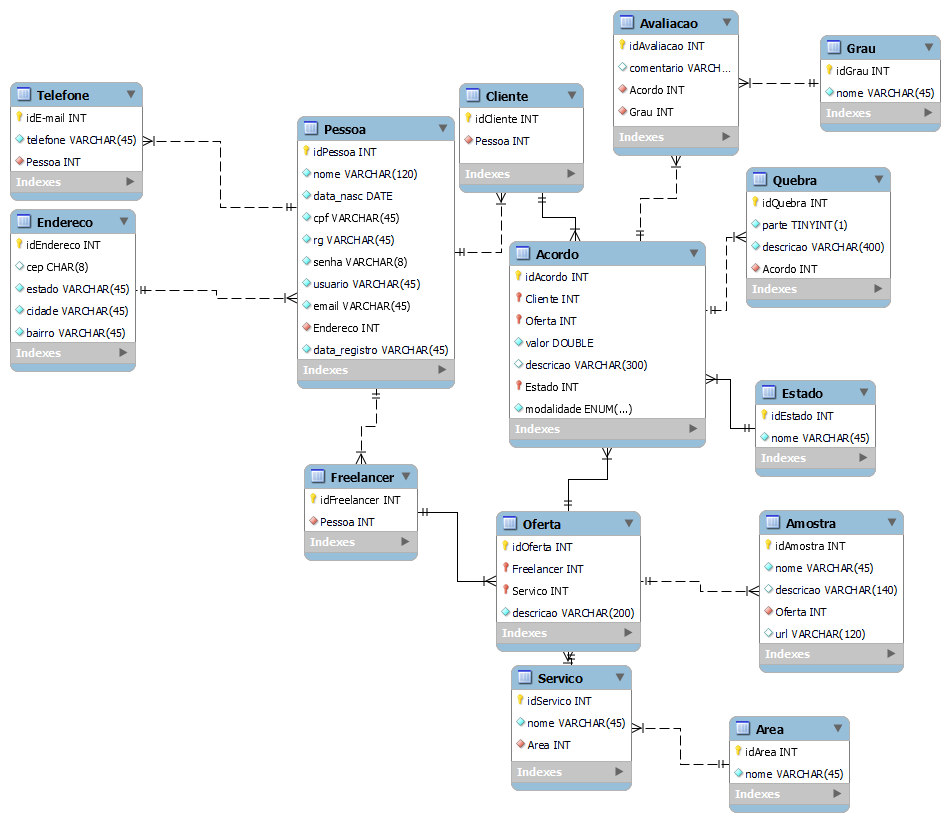 Avaliacao
idAvaliacao INT
comentario VARCH...
Acordo INT
Grau INT
Indexes
Grau
idGrau INT
nome VARCHAR(45)
Indexes
Telefone
idE-mail INT
telefone VARCHAR(45)
Pessoa INT
Indexes
Cliente
idCliente INT
Pessoa INT
Indexes
Pessoa
idPessoa INT
nome VARCHAR(120)
data_nasc DATE
cpf VARCHAR(45)
rg VARCHAR(45)
senha VARCHAR(8)
usuario VARCHAR(45)
email VARCHAR(45)
Endereco INT
data_registro VARCHAR(45)
Indexes
Quebra
idQuebra INT
parte TINYINT(1)
descricao VARCHAR(400)
Acordo INT
Indexes
Endereco
idEndereco INT
cep CHAR(8)
estado VARCHAR(45)
cidade VARCHAR(45)
bairro VARCHAR(45)
Indexes
Acordo
idAcordo INT
Cliente INT
Oferta INT
valor DOUBLE
descricao VARCHAR(300)
Estado INT
modalidade ENUM(...)
Indexes
Estado
idEstado INT
nome VARCHAR(45)
Indexes
Freelancer
idFreelancer INT
Pessoa INT
Indexes
Oferta
idOferta INT
Freelancer INT
Servico INT
descricao VARCHAR(200)
Indexes
Amostra
idAmostra INT
nome VARCHAR(45)
descricao VARCHAR(140)
Oferta INT
url VARCHAR(120)
Indexes
Servico
idServico INT
nome VARCHAR(45)
Area INT
Indexes
Area
idArea INT
nome VARCHAR(45)
Indexes